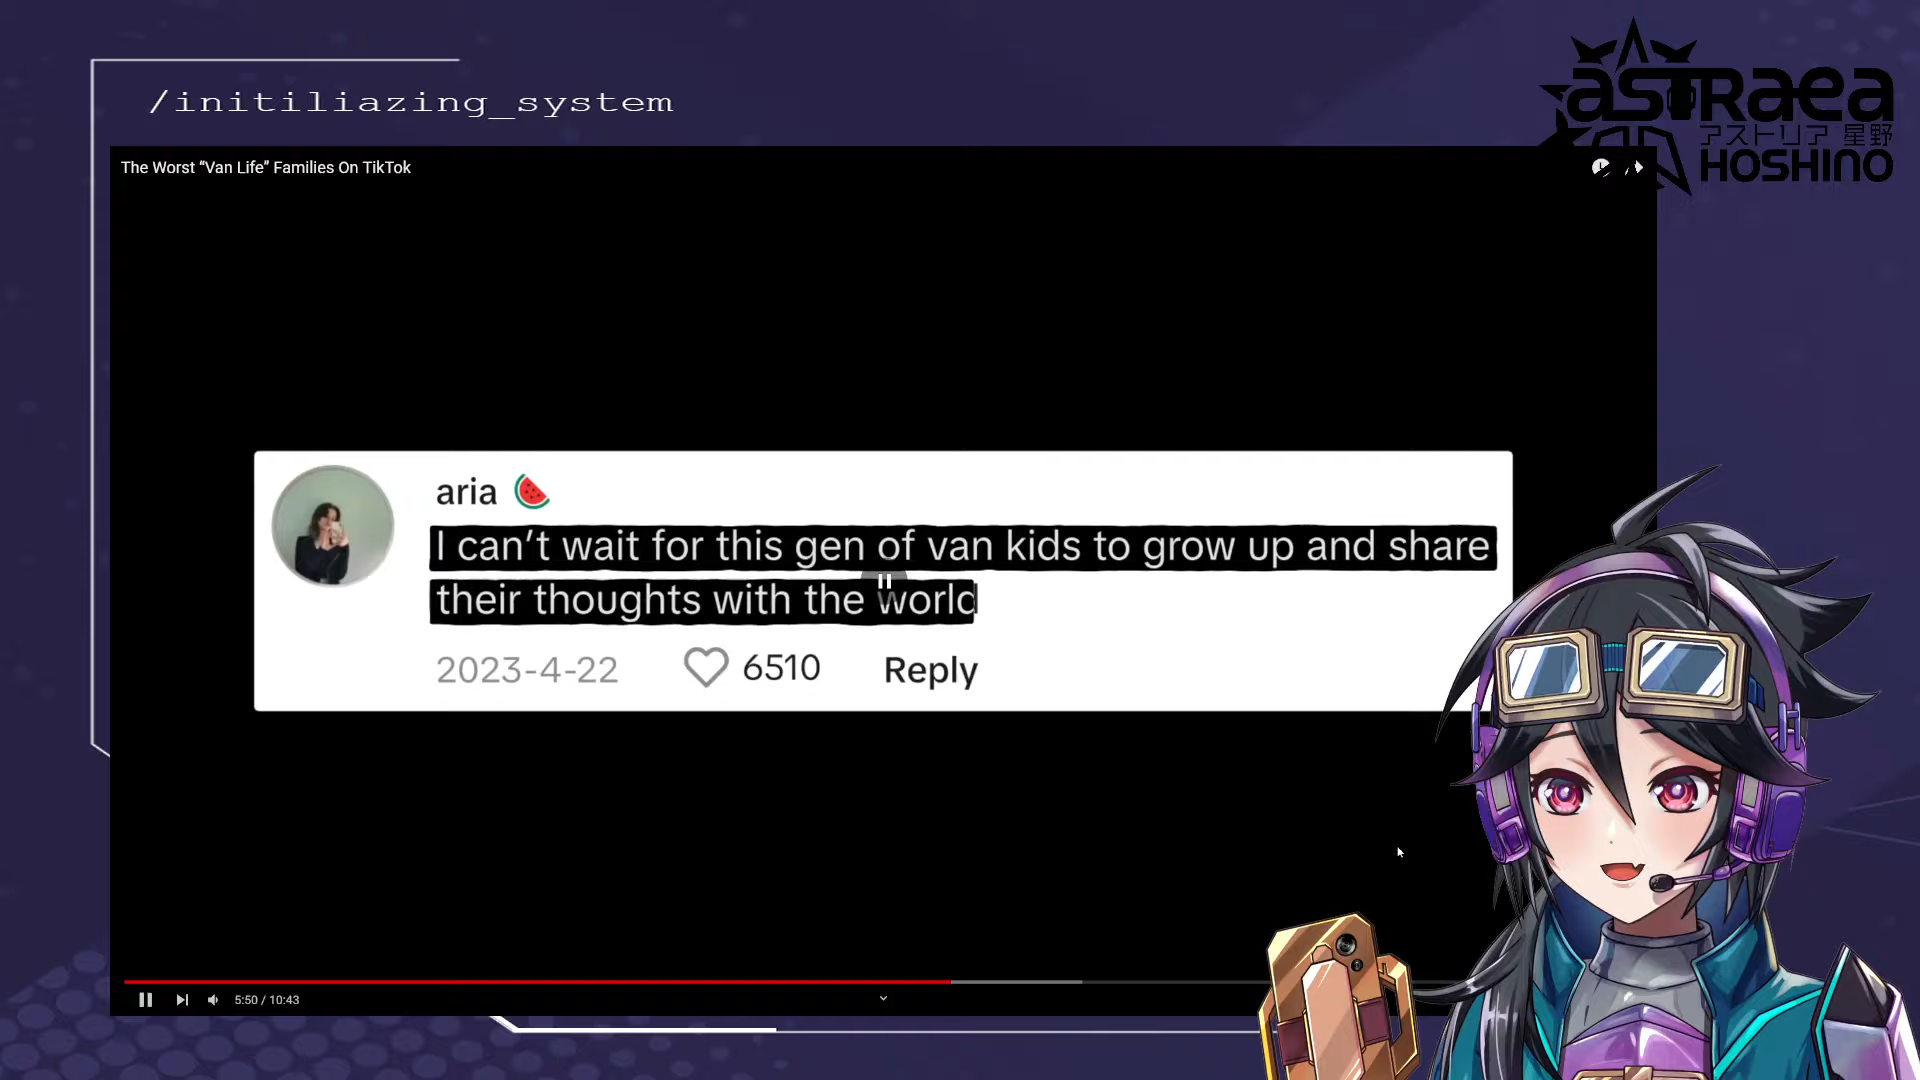 /initiliazing_system
astraea
アストリア 星野
HOSHINO
The Worst “Van Life” Families On TikTok
aria 🍉
I can’t wait for this gen of van kids to grow up and share
their thoughts with the world
2023-4-22 6510 Reply
5:50 / 10:43